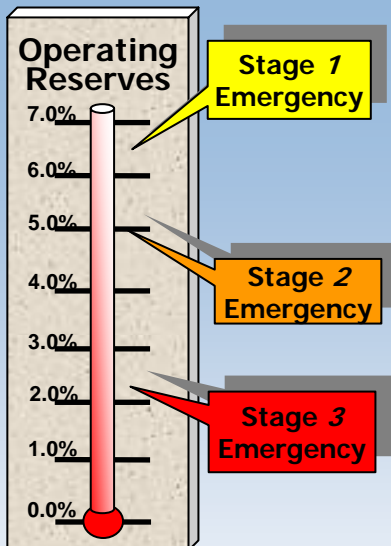 Operating
Reserves
7.0%
6.0%
5.0%
4.0%
3.0%
2.0%
1.0%
0.0%
Stage 1
Emergency
Stage 2
Emergency
Stage 3
Emergency